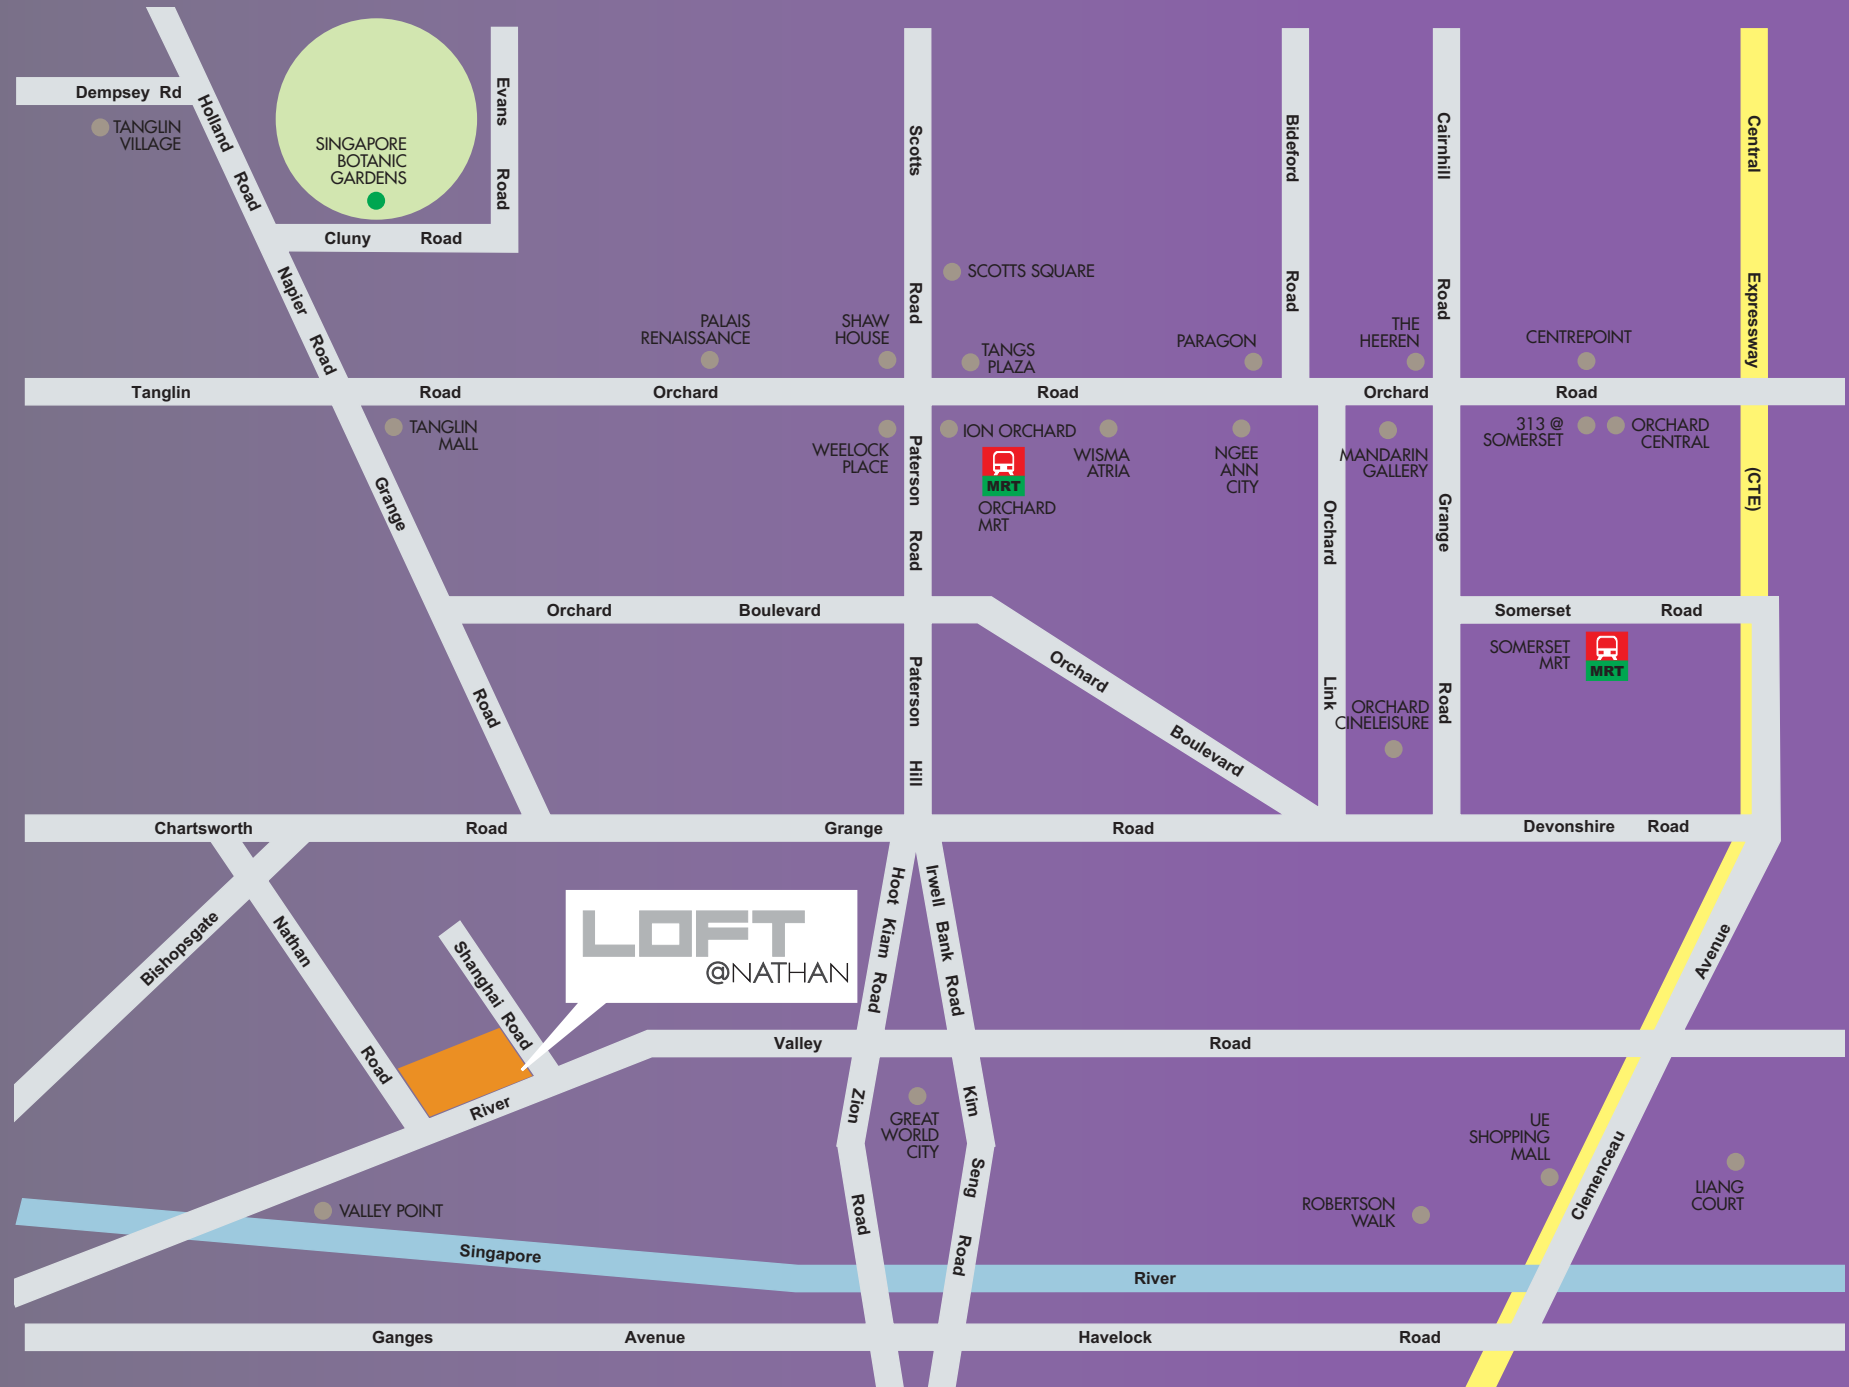 Dempsey Rd
TANGLIN
VILLAGE
Holland Road
SINGAPORE
BOTANIC
GARDENS
Evans Road
Cluny Road
Napier Road
Scotts Road
Bideford Road
Cairnhill Road
Central Expressway (CTE)
SCOTTS SQUARE
PALAIS
RENAISSANCE
SHAW
HOUSE
TANGS
PLAZA
PARAGON
THE
HEEREN
CENTREPOINT
Tanglin Road Orchard Road Orchard Road
TANGLIN
MALL
WEELOCK
PLACE
ION ORCHARD
MRT
ORCHARD
MRT
WISMA
ATRIA
NGEE
ANN
CITY
MANDARIN
GALLERY
313 @
SOMERSET
ORCHARD
CENTRAL
Grange Road
Paterson Road
Orchard Link
Grange Road
Orchard Boulevard
Somerset Road
SOMERSET
MRT
MRT
Paterson Hill
Orchard Boulevard
ORCHARD
CINELEISURE
Chartsworth Road Grange Road Devonshire Road
Bishopsgate
Nathan Road
Shanghai Road
LOFT
@NATHAN
Hoot Kiam Road
Irwell Bank Road
Clemenceau Avenue
River Valley Road
Zion Road
GREAT
WORLD
CITY
Kim Seng Road
UE
SHOPPING
MALL
ROBERTSON
WALK
LIANG
COURT
VALLEY POINT
Singapore River
Ganges Avenue Havelock Road